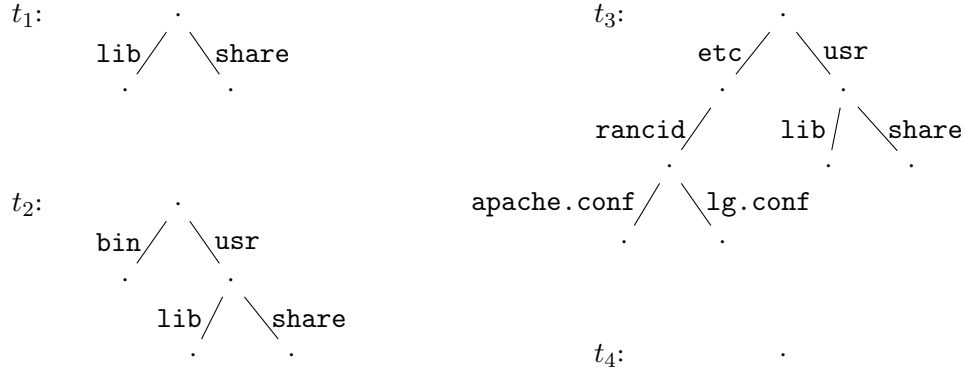 t₁:
lib share
t₂:
bin usr
lib share
t₃:
etc usr
rancid lib share
apache.conf lg.conf
t₄: